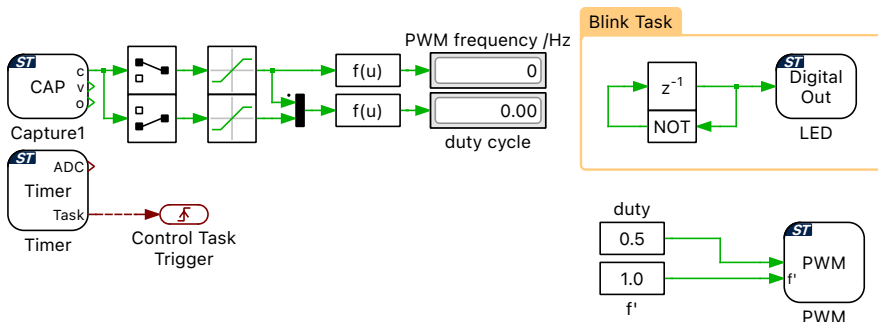 Blink Task
PWM frequency /Hz
ST
CAP
c
v
o
Capture1
f(u)
0
f(u)
0.00
duty cycle
z-1
NOT
ST
Digital
Out
LED
ST
ADC
Timer
Task
Timer
Control Task
Trigger
duty
0.5
1.0
f'
ST
PWM
f'
PWM